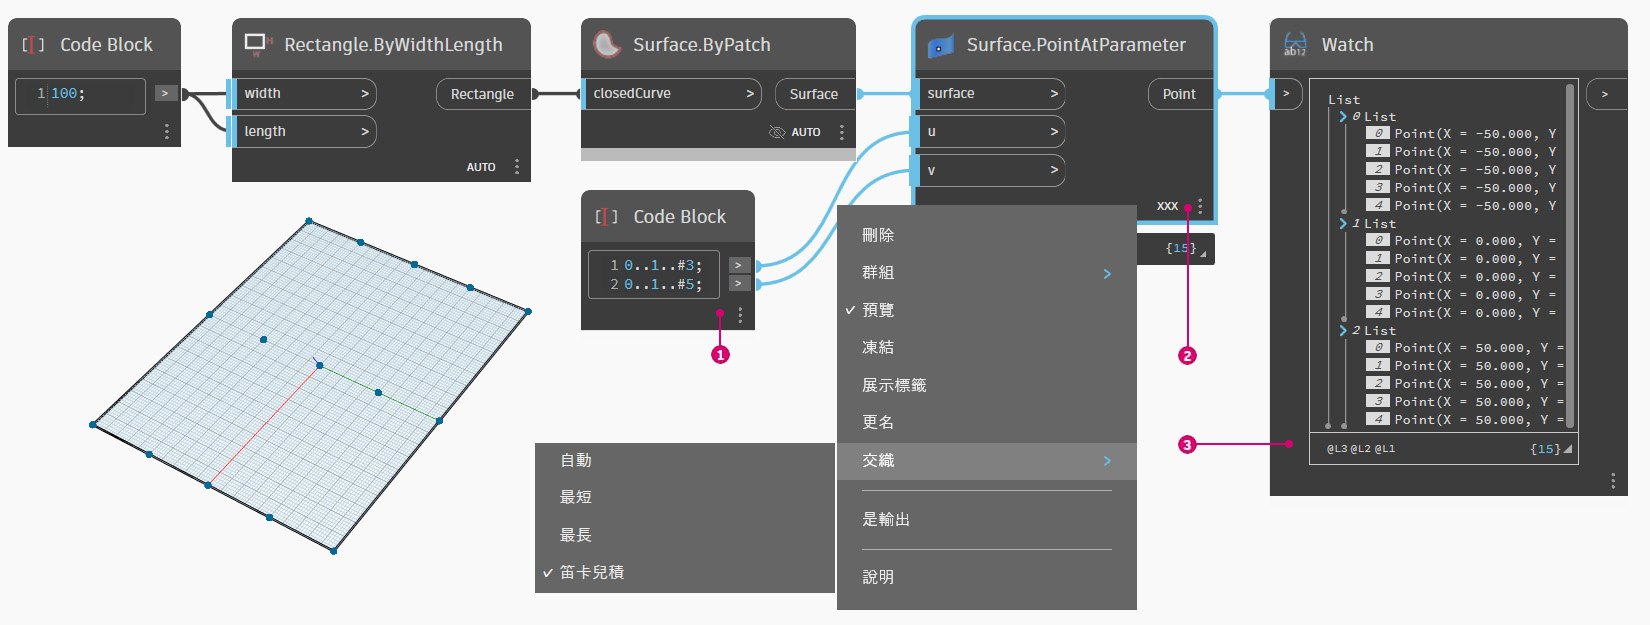 Code Block
1 100;
>
Rectangle.ByWidthLength
width >
Rectangle
length >
AUTO
Surface.ByPatch
closedCurve >
Surface
AUTO
Code Block
1 0..1..#3;
>
2 0..1..#5;
>
1
Surface.PointAtParameter
surface >
Point
u >
v >
XXX
{15}
2
刪除
群組 >
✓ 預覽
凍結
展示標籤
更名
交織 >
是輸出
說明
自動
最短
最長
✓ 笛卡兒積
Watch
ab12
>
>
List
0 List
0 Point(X = -50.000, Y
1 Point(X = -50.000, Y
2 Point(X = -50.000, Y
3 Point(X = -50.000, Y
4 Point(X = -50.000, Y
1 List
0 Point(X = 0.000, Y =
1 Point(X = 0.000, Y =
2 Point(X = 0.000, Y =
3 Point(X = 0.000, Y =
4 Point(X = 0.000, Y =
2 List
0 Point(X = 50.000, Y =
1 Point(X = 50.000, Y =
2 Point(X = 50.000, Y =
3 Point(X = 50.000, Y =
4 Point(X = 50.000, Y =
@L3 @L2 @L1
{15}
3